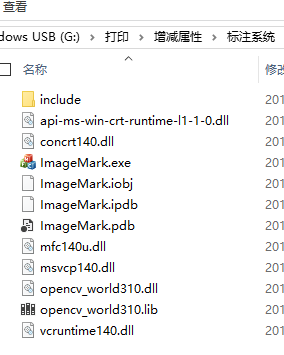 查看
dows USB (G:) > 打印 > 增减属性 > 标注系统
名称 修改
include 201
api-ms-win-crt-runtime-l1-1-0.dll 201
concrt140.dll 201
ImageMark.exe 201
ImageMark.iobj 201
ImageMark.ipdb 201
ImageMark.pdb 201
mfc140u.dll 201
msvcp140.dll 201
opencv_world310.dll 201
opencv_world310.lib 201
vcruntime140.dll 201